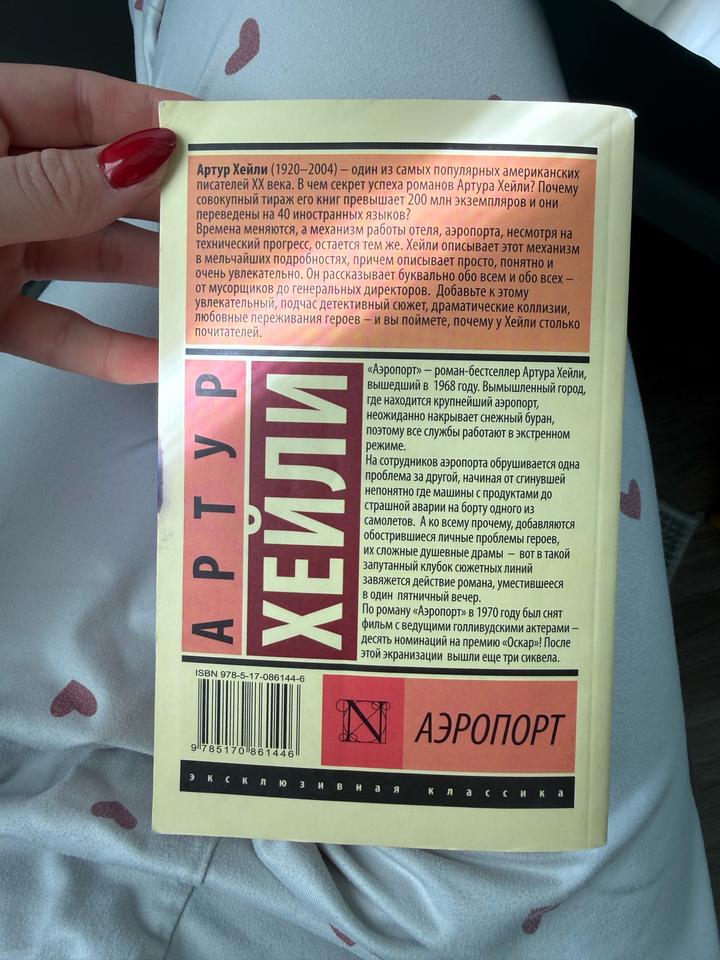 Артур Хейли (1920–2004) – один из самых популярных американских
писателей XX века. В чем секрет успеха романов Артура Хейли? Почему
совокупный тираж его книг превышает 200 млн экземпляров и они
переведены на 40 иностранных языков?
Времена меняются, а механизм работы отеля, аэропорта, несмотря на
технический прогресс, остается тем же. Хейли описывает этот механизм
в мельчайших подробностях, причем описывает просто, понятно и
очень увлекательно. Он рассказывает буквально обо всем и обо всех –
от мусорщиков до генеральных директоров. Добавьте к этому
увлекательный, подчас детективный сюжет, драматические коллизии,
любовные переживания героев – и вы поймете, почему у Хейли столько
почитателей.
АРТУР
ХЕЙЛИ
«Аэропорт» – роман-бестселлер Артура Хейли,
вышедший в 1968 году. Вымышленный город,
где находится крупнейший аэропорт,
неожиданно накрывает снежный буран,
поэтому все службы работают в экстренном
режиме.
На сотрудников аэропорта обрушивается одна
проблема за другой, начиная от сгинувшей
непонятно где машины с продуктами до
страшной аварии на борту одного из
самолетов. А ко всему прочему, добавляются
обострившиеся личные проблемы героев,
их сложные душевные драмы – вот в такой
запутанный клубок сюжетных линий
завяжется действие романа, уместившееся
в один пятничный вечер.
По роману «Аэропорт» в 1970 году был снят
фильм с ведущими голливудскими актерами –
десять номинаций на премию «Оскар»! После
этой экранизации вышли еще три сиквела.
ISBN 978-5-17-086144-6
9 785170 861446
N
АЭРОПОРТ
эксклюзивная классика